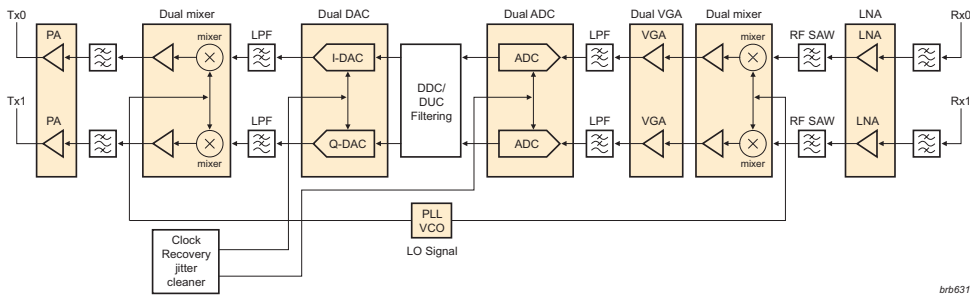 Tx0
Dual mixer
Dual DAC
Dual ADC
Dual VGA
Dual mixer
LNA
Rx0
PA
mixer
LPF
I-DAC
DDC/
DUC
Filtering
ADC
LPF
VGA
mixer
RF SAW
LNA
Tx1
Rx1
PA
mixer
LPF
Q-DAC
ADC
LPF
VGA
mixer
RF SAW
LNA
PLL
VCO
LO Signal
Clock
Recovery
jitter
cleaner
brb631